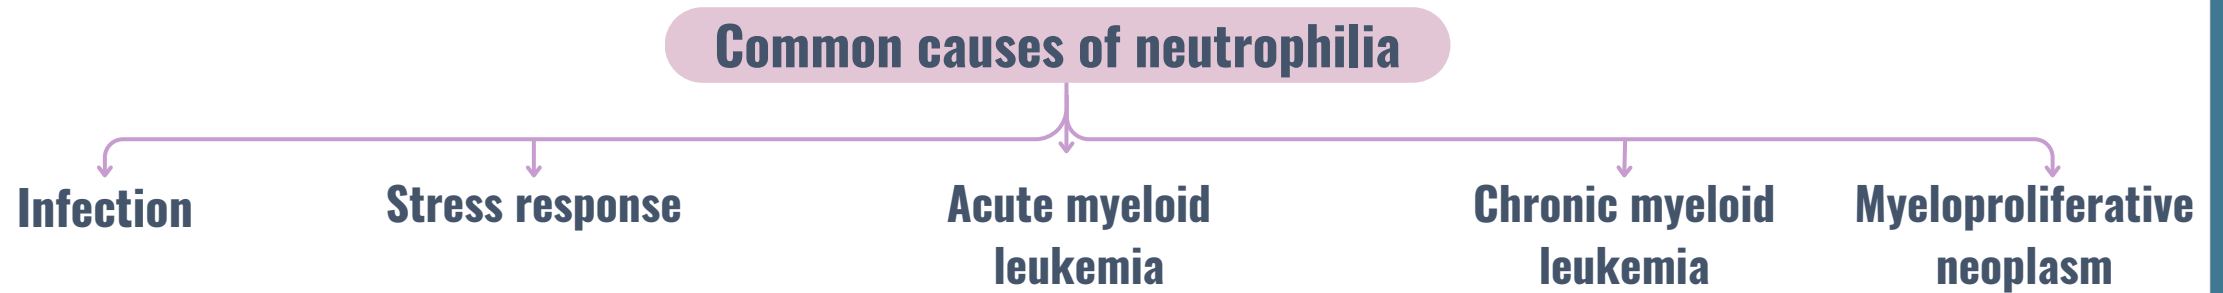 Common causes of neutrophilia
Infection
Stress response
Acute myeloid
leukemia
Chronic myeloid
leukemia
Myeloproliferative
neoplasm